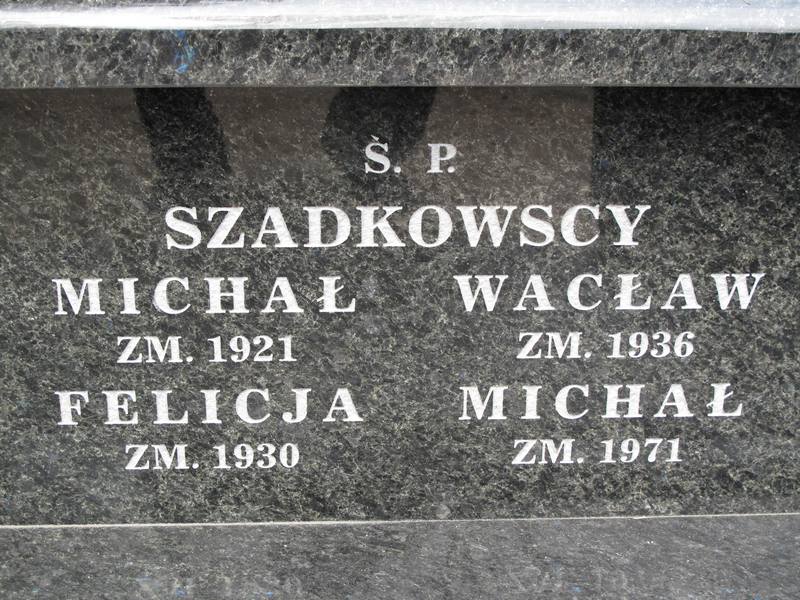 Ś. P.
SZADKOWSCY
MICHAŁ
ZM. 1921
FELICJA
ZM. 1930
WACŁAW
ZM. 1936
MICHAŁ
ZM. 1971